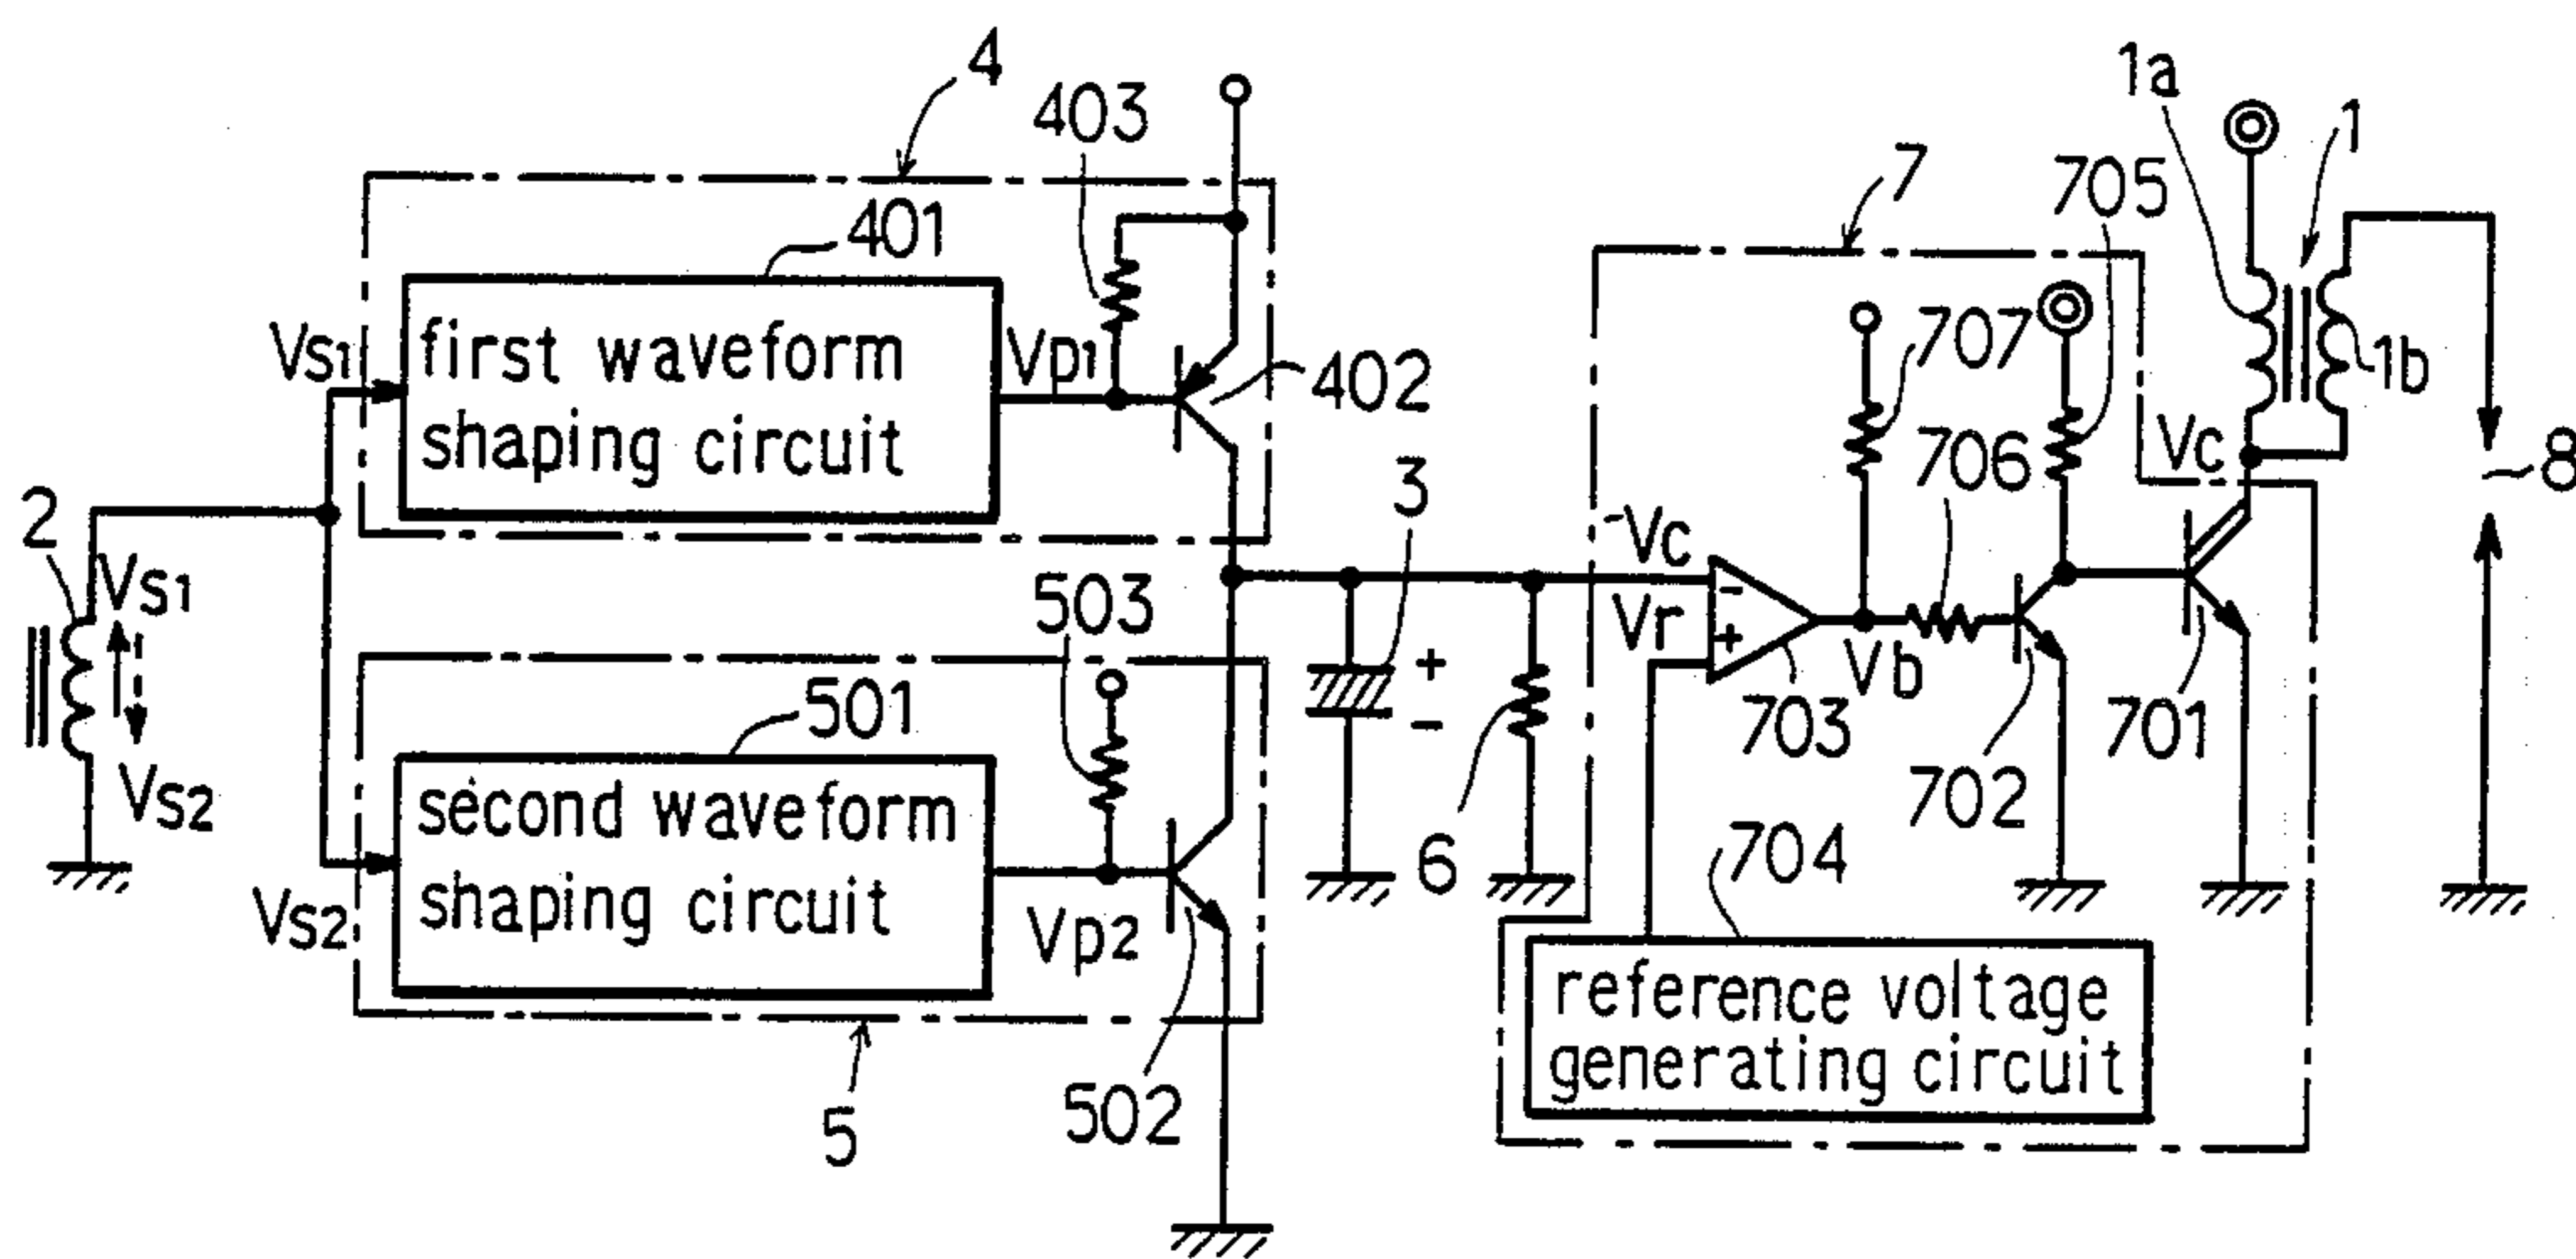 4
403
1a
1
7
705
401
Vs1
first waveform
shaping circuit
Vp1
402
707
1b
706
Vc
8
2
Vs1
3
Vc
Vr
-
+
503
+
-
Vb
703
701
501
Vs2
second waveform
shaping circuit
6
702
704
Vs2
Vp2
reference voltage
generating circuit
502
5